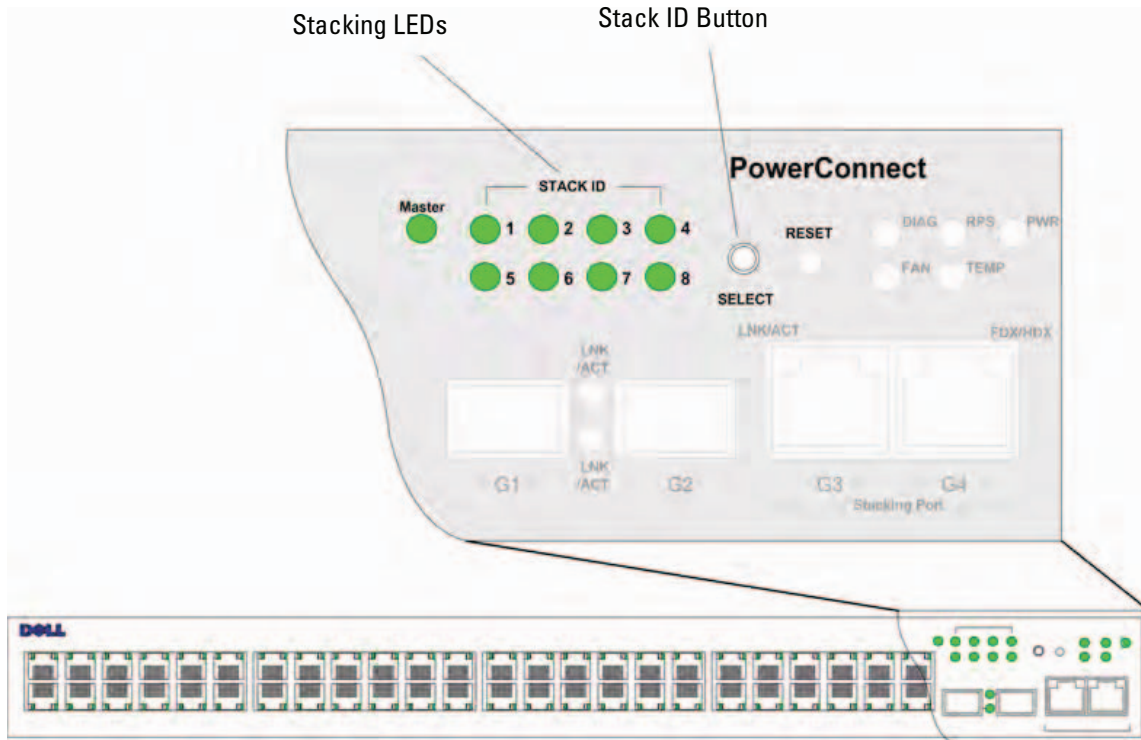 Stacking LEDs
Stack ID Button
PowerConnect
STACK ID
Master
1 2 3 4
5 6 7 8
SELECT
RESET
DIAG RPS PWR
FAN TEMP
LNK/ACT
FDX/HDX
LNK
/ACT
LNK
/ACT
G1
G2
G3
G4
Stacking Port
DELL